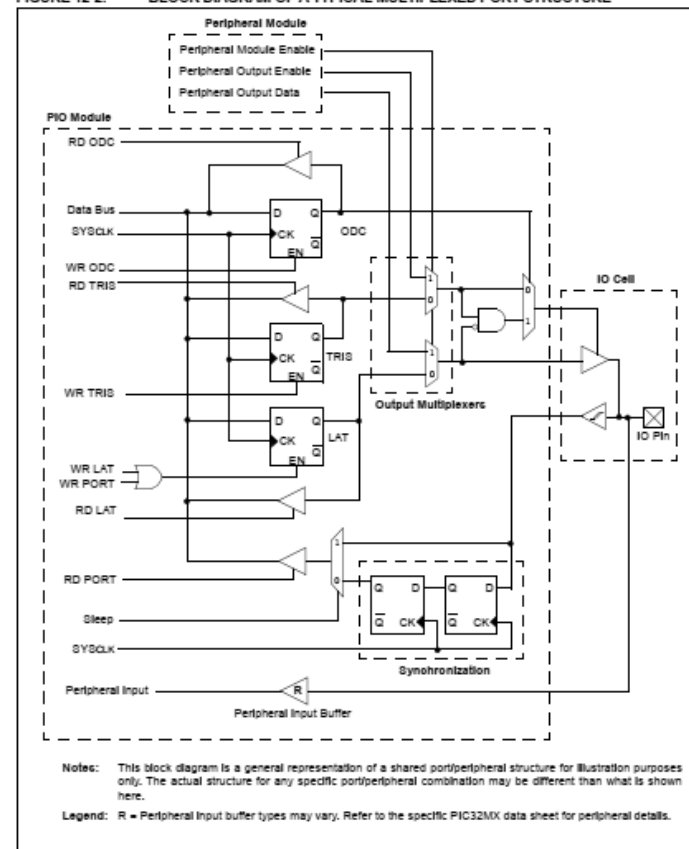 FIGURE 12-2: BLOCK DIAGRAM OF A TYPICAL MULTIPLEXED PORT STRUCTURE
Peripheral Module
Peripheral Module Enable
Peripheral Output Enable
Peripheral Output Data
PIO Module
RD ODC
Data Bus
D Q
SYSCLK
CK
ODC
Q
EN
WR ODC
RD TRIS
1
0
0
1
IO Cell
D Q
CK
TRIS
Q
EN
1
0
WR TRIS
Output Multiplexers
D Q
CK
LAT
Q
EN
IO Pin
WR LAT
WR PORT
RD LAT
1
0
RD PORT
Q D
Q D
Sleep
Q CK
Q CK
SYSCLK
Synchronization
Peripheral Input
R
Peripheral Input Buffer
Notes: This block diagram is a general representation of a shared port/peripheral structure for illustration purposes
only. The actual structure for any specific port/peripheral combination may be different than what is shown
here.
Legend: R = Peripheral input buffer types may vary. Refer to the specific PIC32MX data sheet for peripheral details.